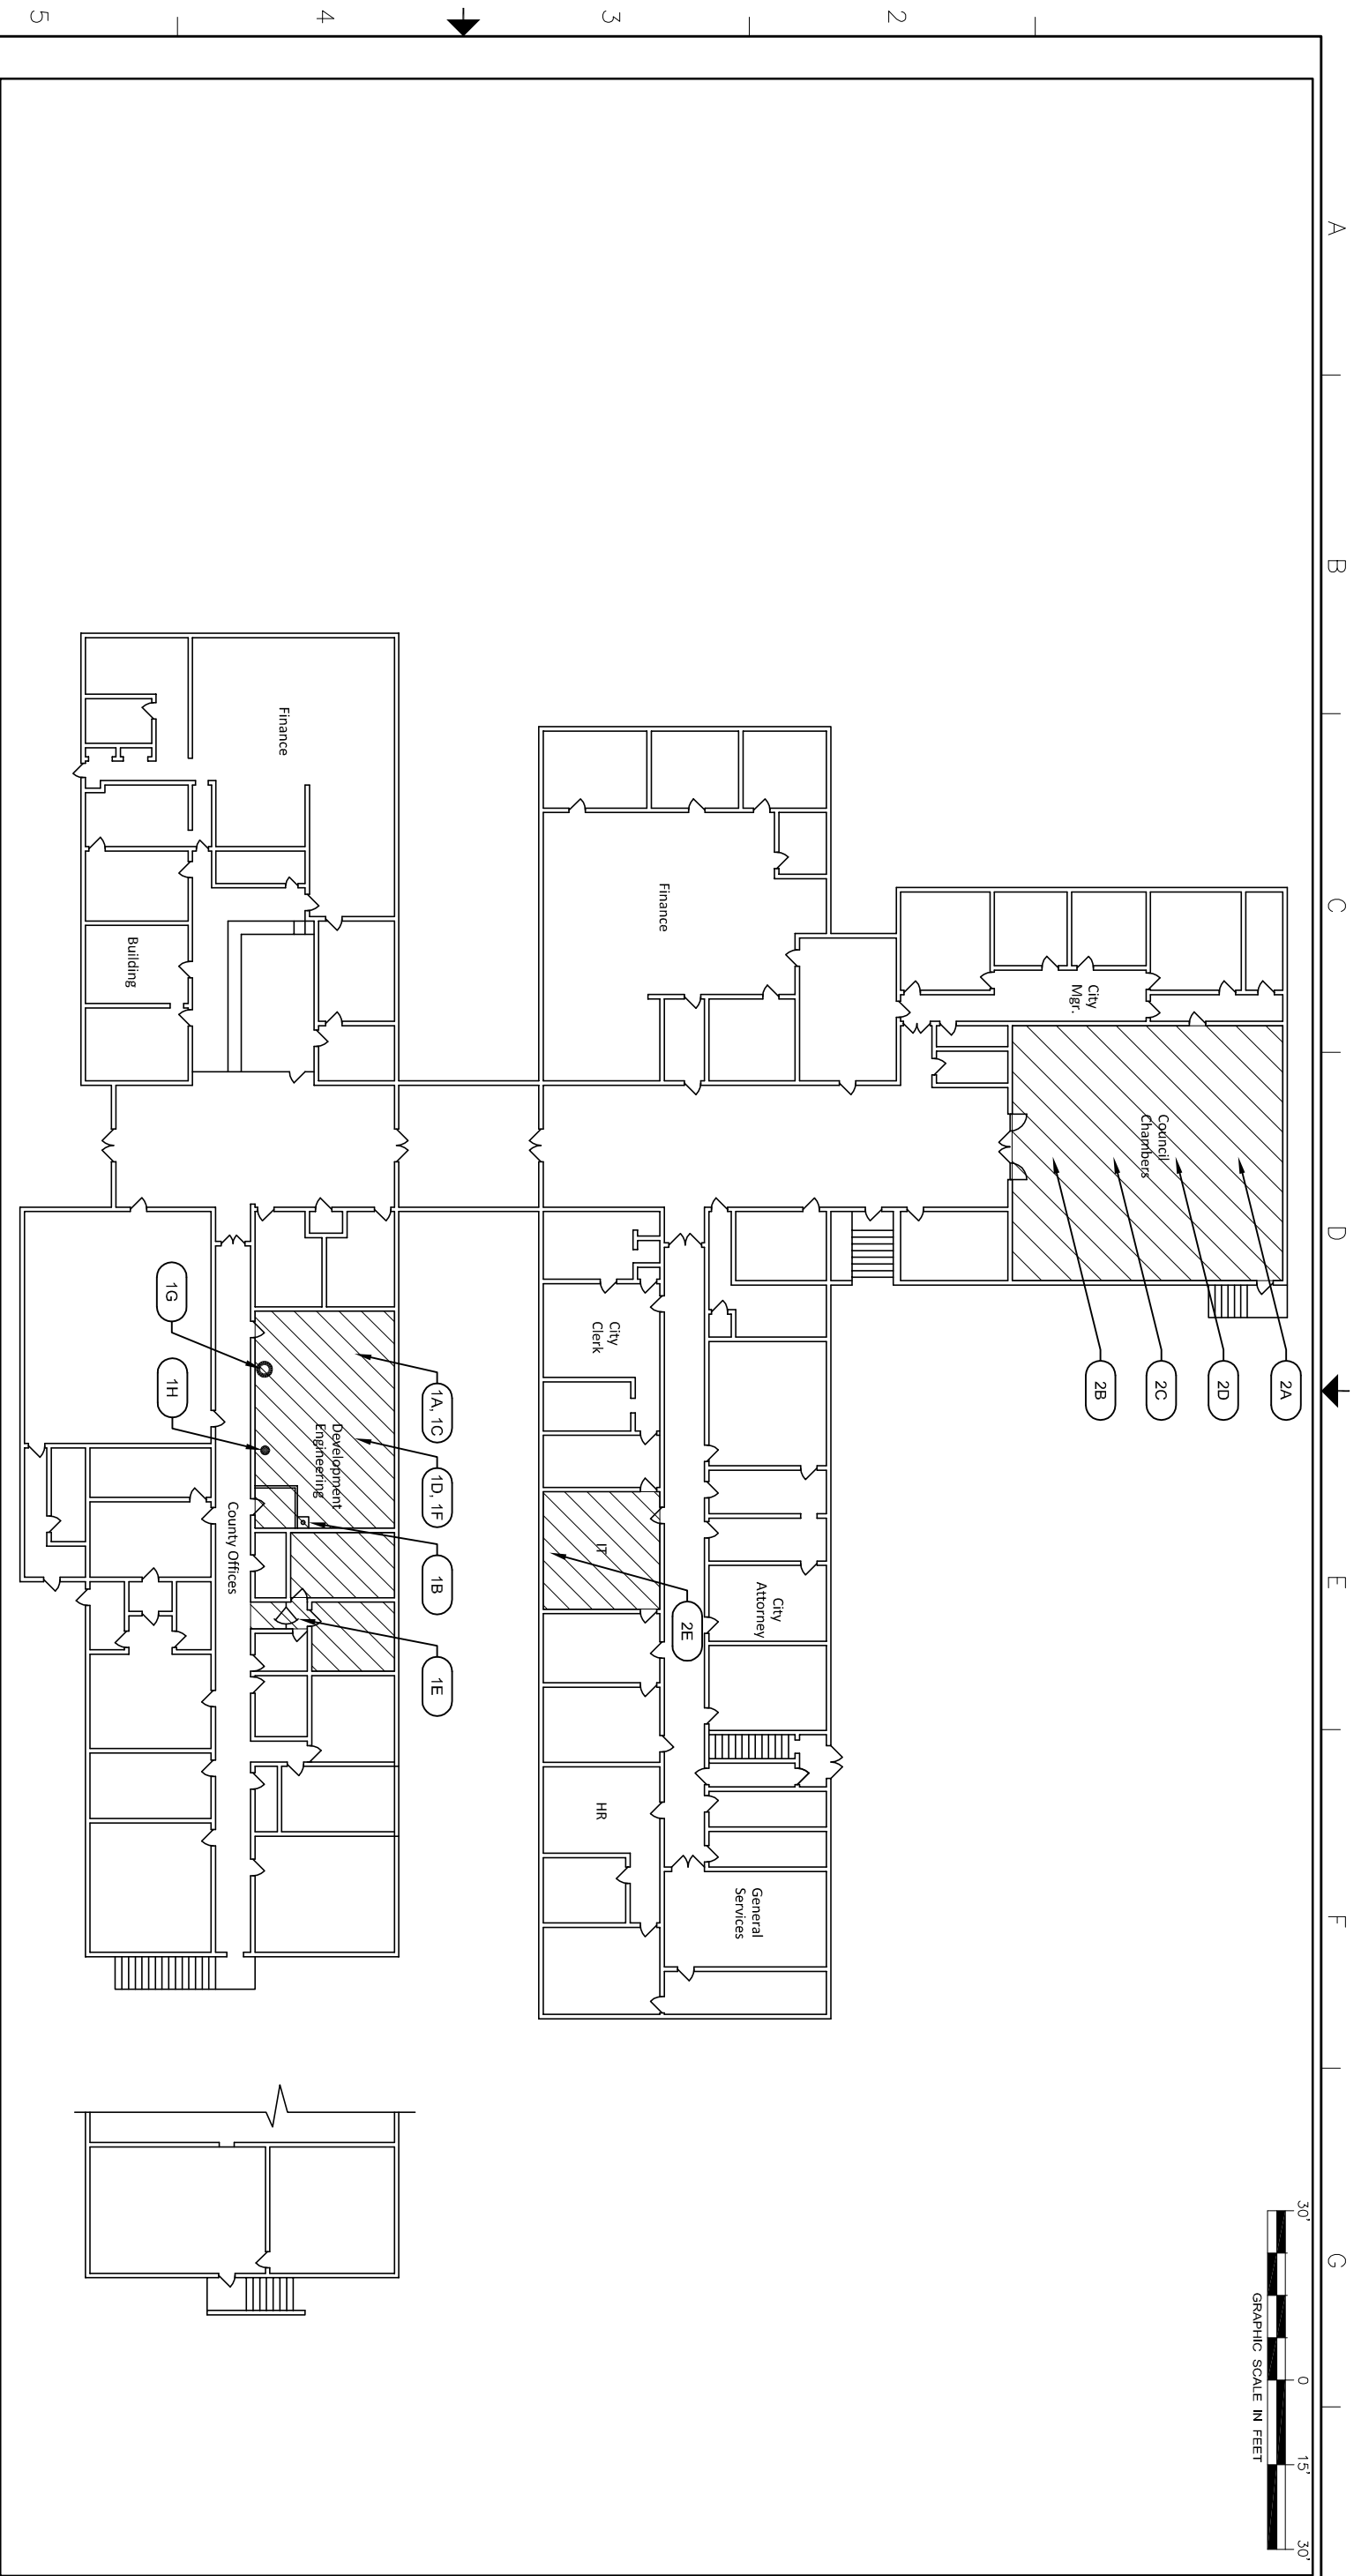 A
B
C
D
E
F
G
2
3
4
5
30'
0
15'
30'
GRAPHIC SCALE IN FEET
City
Mgr.
Council
Chambers
2A
2D
2C
2B
Finance
City
Clerk
IT
2E
City
Attorney
HR
General
Services
Finance
Building
Development
Engineering
County Offices
1A, 1C
1D, 1F
1B
1E
1G
1H